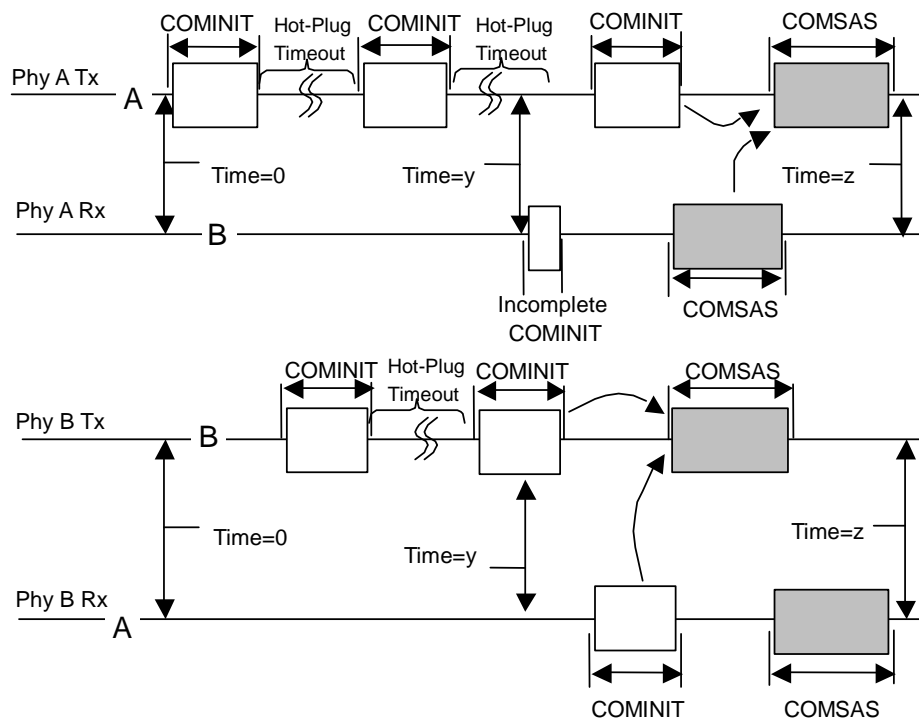 COMINIT
Hot-Plug
Timeout
COMINIT
Hot-Plug
Timeout
COMINIT
COMSAS
Phy A Tx
A
Time=0
Time=y
Time=z
Phy A Rx
B
Incomplete
COMINIT
COMSAS
COMINIT
Hot-Plug
Timeout
COMINIT
COMSAS
Phy B Tx
B
Time=0
Time=y
Time=z
Phy B Rx
A
COMINIT
COMSAS